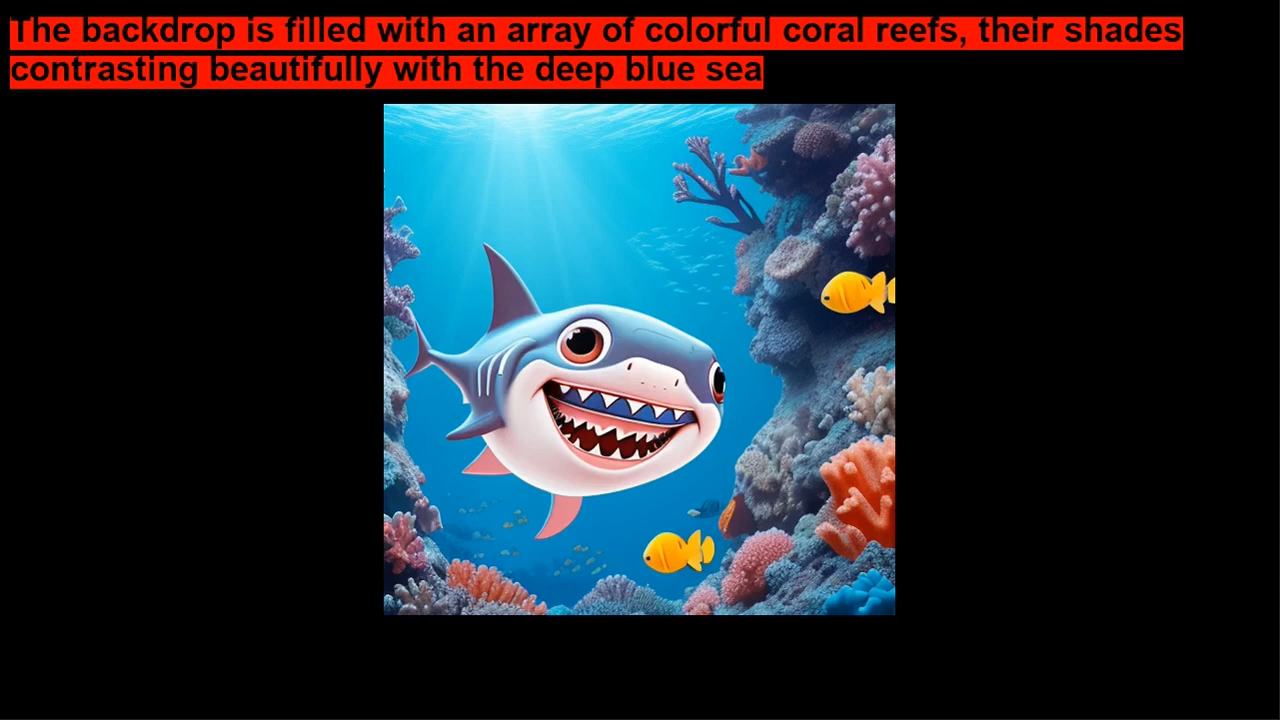 The backdrop is filled with an array of colorful coral reefs, their shades
contrasting beautifully with the deep blue sea